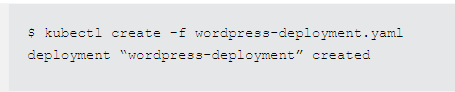 $ kubectl create -f wordpress-deployment.yaml
deployment “wordpress-deployment” created